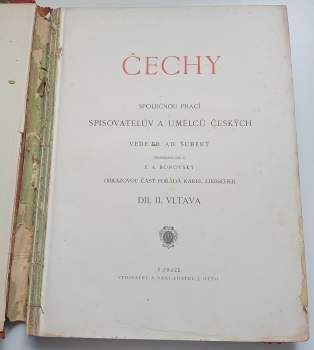 ČECHY
SPOLEČNOU PRACÍ
SPISOVATELŮV A UMĚLCŮ ČESKÝCH
VEDE AD. ŠUBERT
F. A. BOROVSKÝ
OBRAZOVOU ČÁST POŘÁDÁ KAREL LIEBSCHER
DÍL II. VLTAVA
V PRAZE
J. OTTO